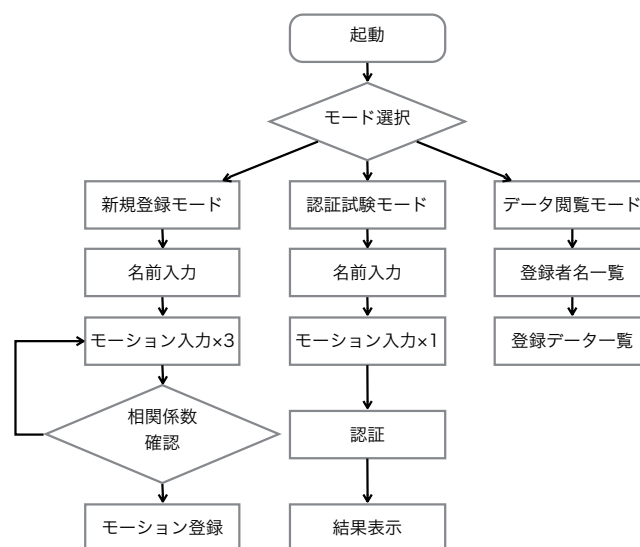 起動
モード選択
新規登録モード
認証試験モード
データ閲覧モード
名前入力
名前入力
登録者名一覧
モーション入力×3
モーション入力×1
登録データ一覧
相関係数
確認
認証
モーション登録
結果表示